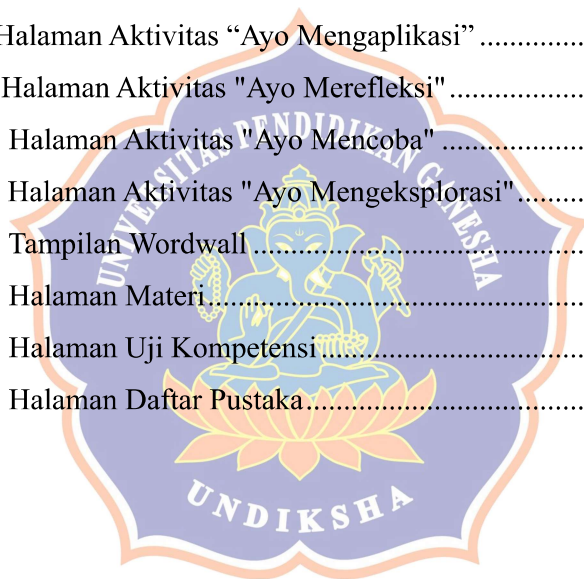 Halaman Aktivitas “Ayo Mengaplikasi” ..............
Halaman Aktivitas "Ayo Merefleksi" ..................
Halaman Aktivitas "Ayo Mencoba" ...................
Halaman Aktivitas "Ayo Mengeksplorasi" .........
Tampilan Wordwall ............................................
Halaman Materi..................................................
Halaman Uji Kompetensi...................................
Halaman Daftar Pustaka.....................................
UNIVERSITAS PENDIDIKAN GANESHA
UNDIKSHA